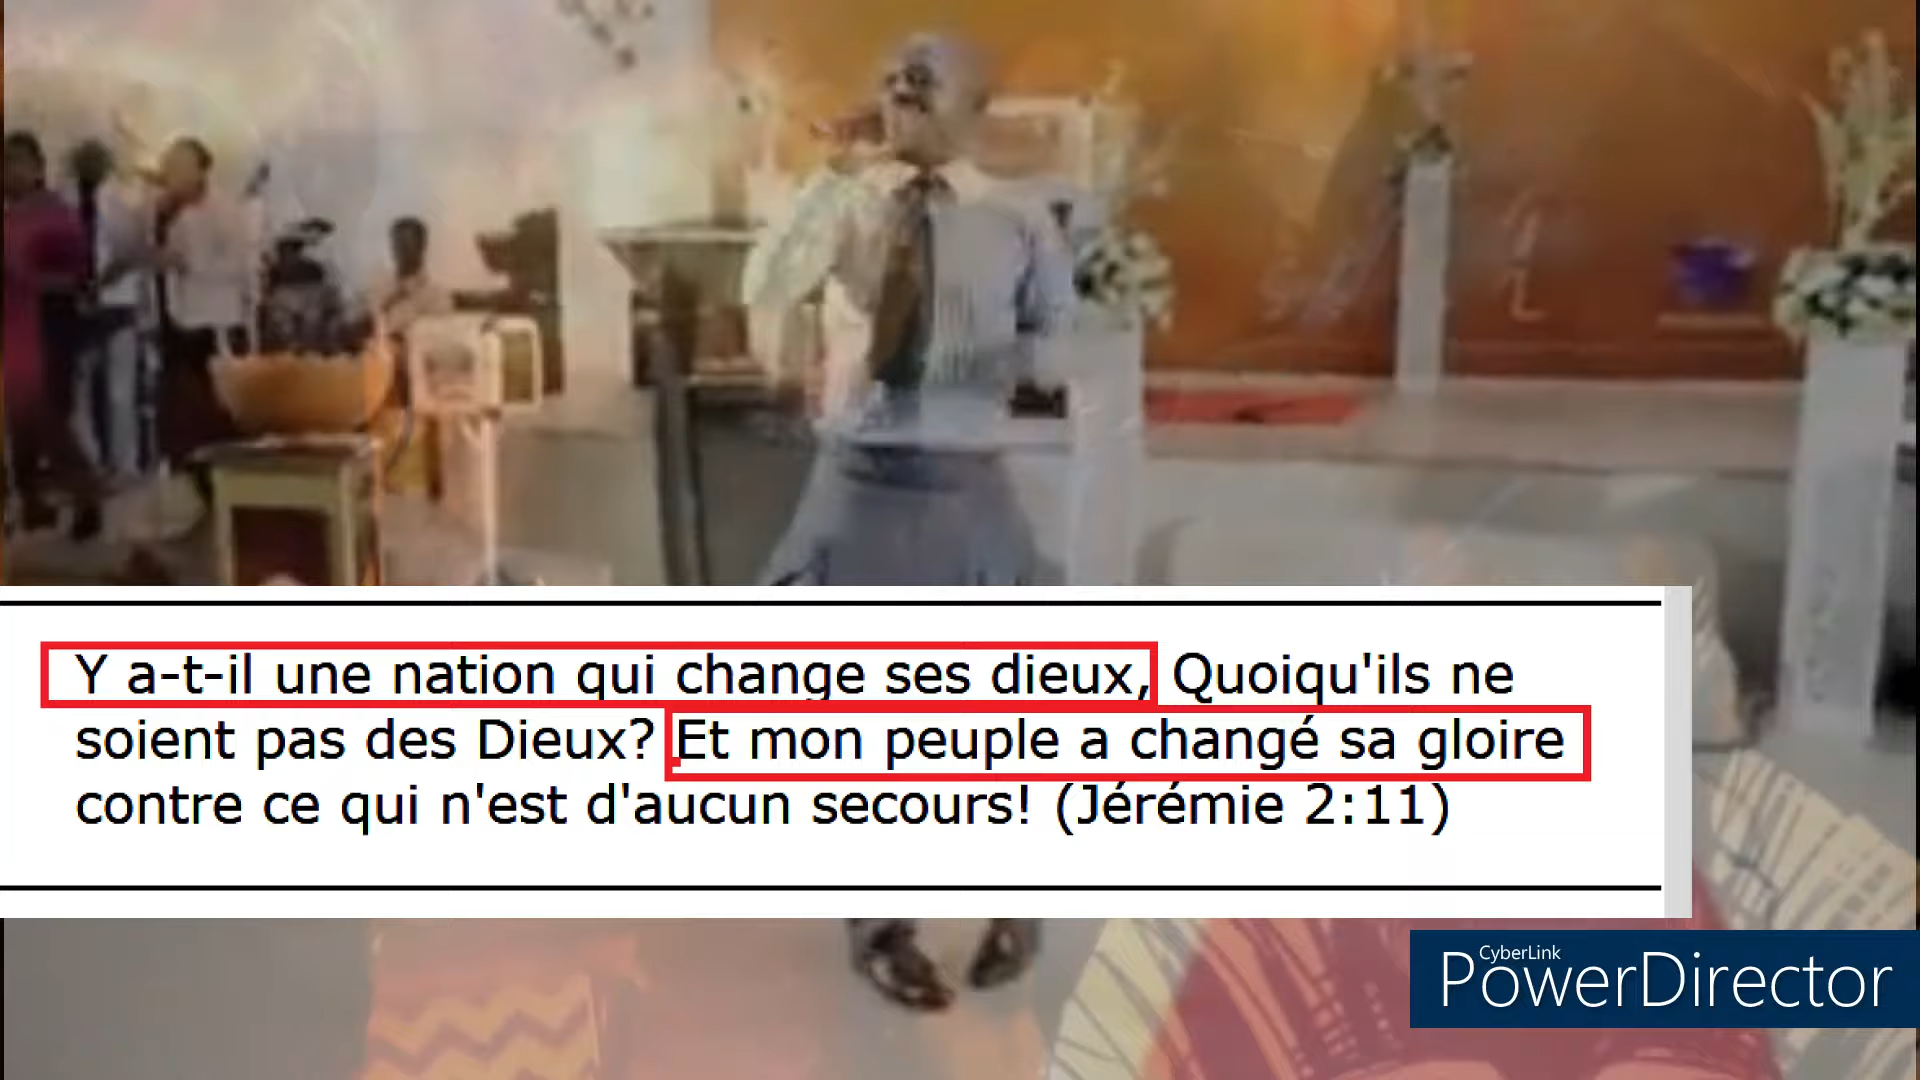 Y a-t-il une nation qui change ses dieux, Quoiqu'ils ne
soient pas des Dieux? Et mon peuple a changé sa gloire
contre ce qui n'est d'aucun secours! (Jérémie 2:11)
CyberLink
PowerDirector